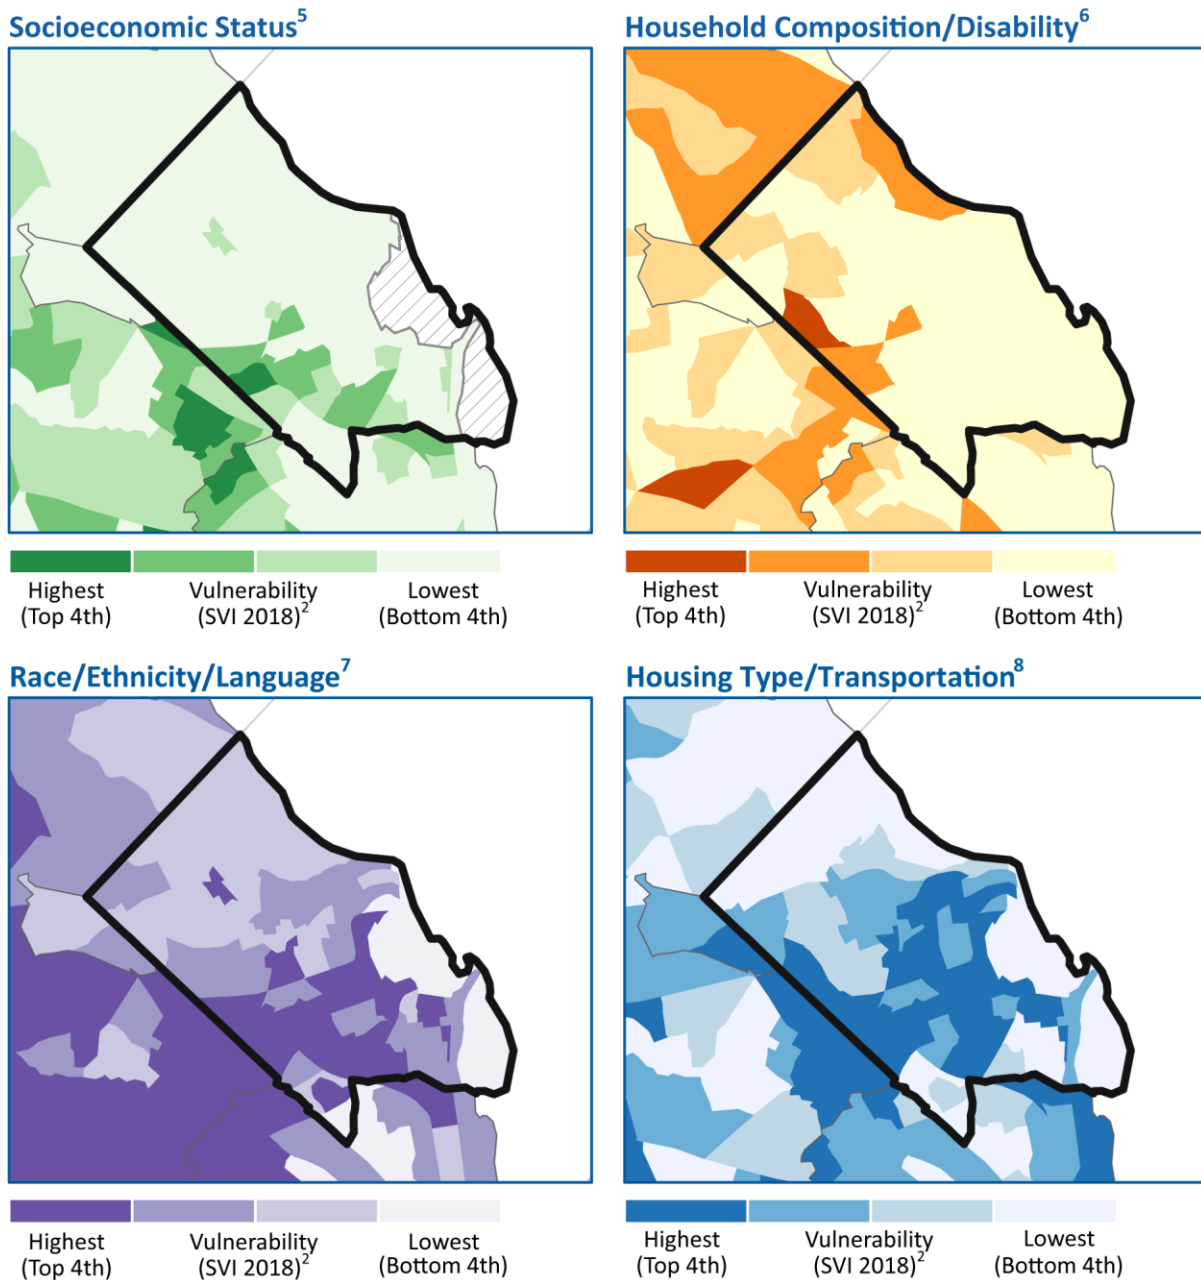 Socioeconomic Status5
Household Composition/Disability6
Highest
(Top 4th)
Vulnerability
(SVI 2018)2
Lowest
(Bottom 4th)
Highest
(Top 4th)
Vulnerability
(SVI 2018)2
Lowest
(Bottom 4th)
Race/Ethnicity/Language7
Housing Type/Transportation8
Highest
(Top 4th)
Vulnerability
(SVI 2018)2
Lowest
(Bottom 4th)
Highest
(Top 4th)
Vulnerability
(SVI 2018)2
Lowest
(Bottom 4th)